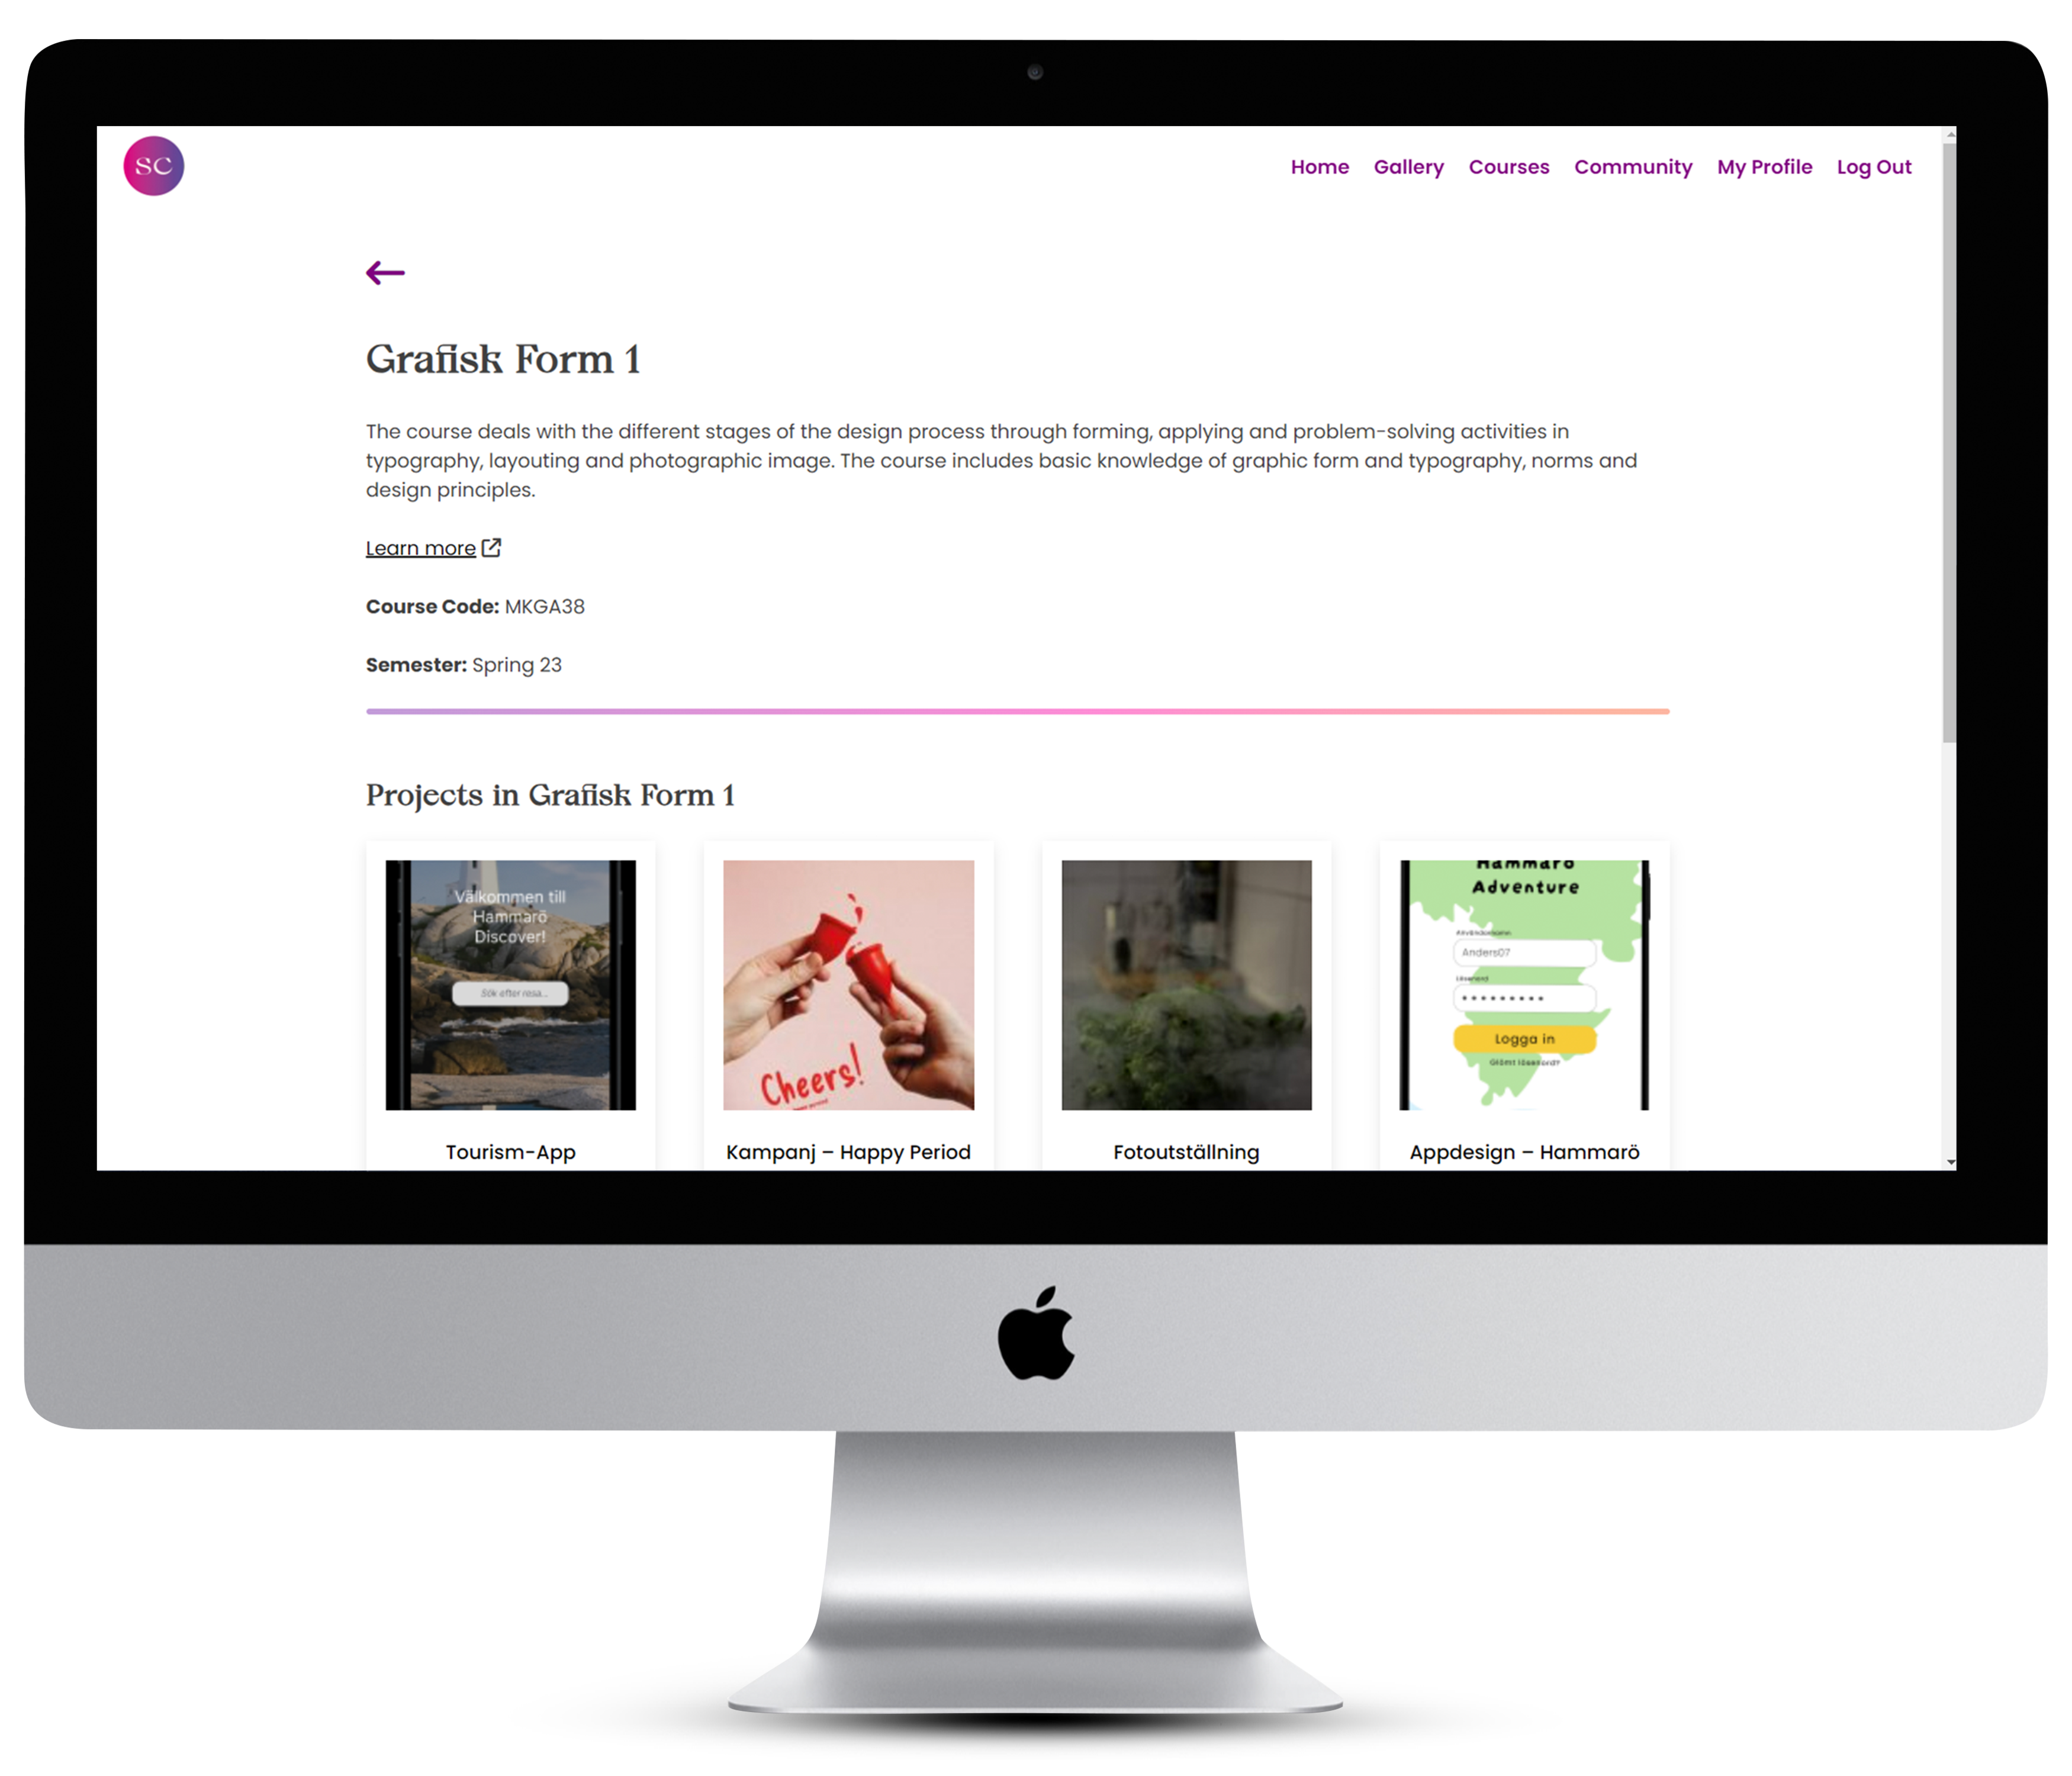 SC
Home Gallery Courses Community My Profile Log Out
Grafisk Form 1
The course deals with the different stages of the design process through forming, applying and problem-solving activities in
typography, layouting and photographic image. The course includes basic knowledge of graphic form and typography, norms and
design principles.
Learn more
Course Code: MKGA38
Semester: Spring 23
Projects in Grafisk Form 1
Välkommen till
Hammarö
Discover!
Sök efter resa...
Cheers!
Hammarö
Adventure
Användarnamn
Anders07
Lösenord
Logga in
Glömt lösenord?
Tourism-App
Kampanj – Happy Period
Fotoutställning
Appdesign – Hammarö